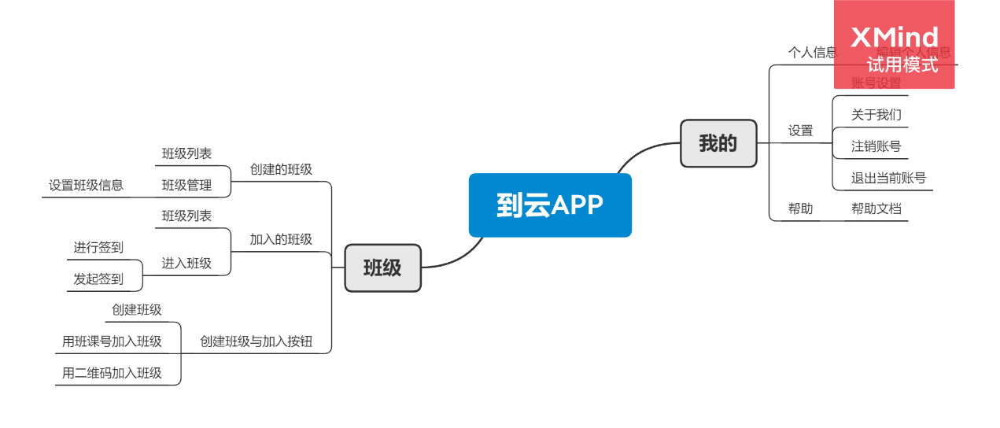 XMind
试用模式
个人信息
编辑个人信息
账号设置
关于我们
设置
注销账号
退出当前账号
帮助
帮助文档
我的
到云APP
班级
创建的班级
班级列表
班级管理
设置班级信息
加入的班级
班级列表
进入班级
进行签到
发起签到
创建班级与加入按钮
创建班级
用班课号加入班级
用二维码加入班级